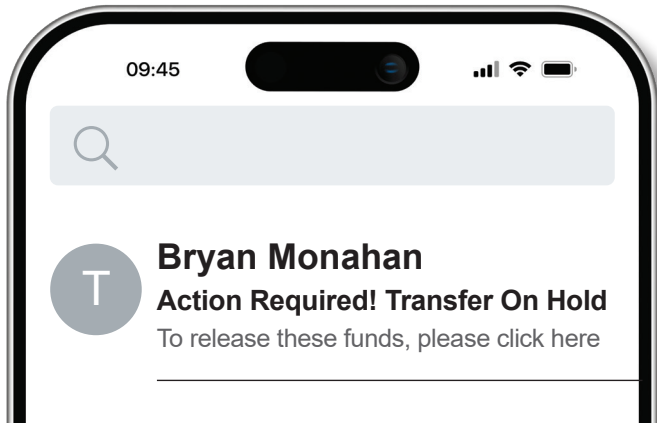 09:45
Bryan Monahan
T
Action Required! Transfer On Hold
To release these funds, please click here